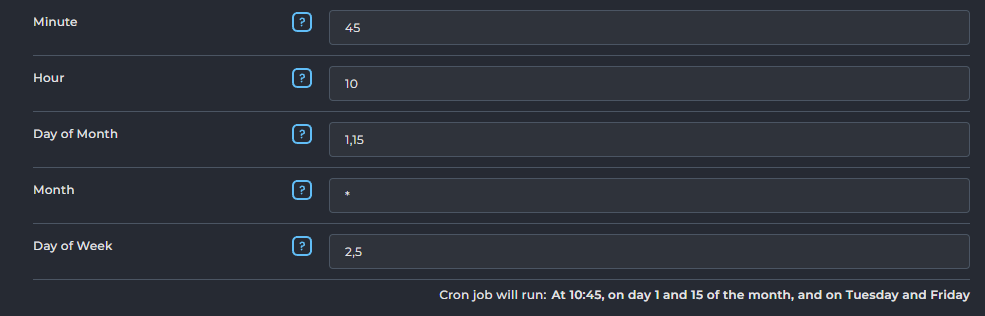 Minute ? 45
Hour ? 10
Day of Month ? 1,15
Month ? *
Day of Week ? 2,5
Cron job will run: At 10:45, on day 1 and 15 of the month, and on Tuesday and Friday